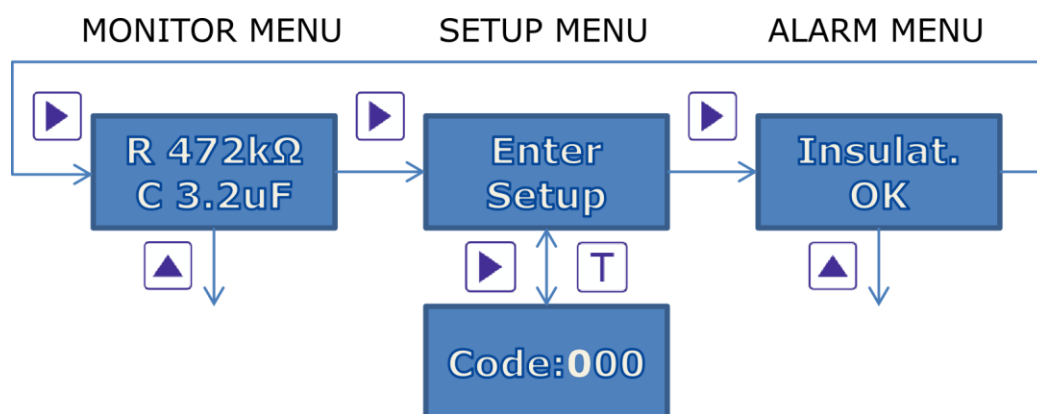 MONITOR MENU
SETUP MENU
ALARM MENU
R 472kΩ
C 3.2uF
Enter
Setup
Insulat.
OK
T
Code:000